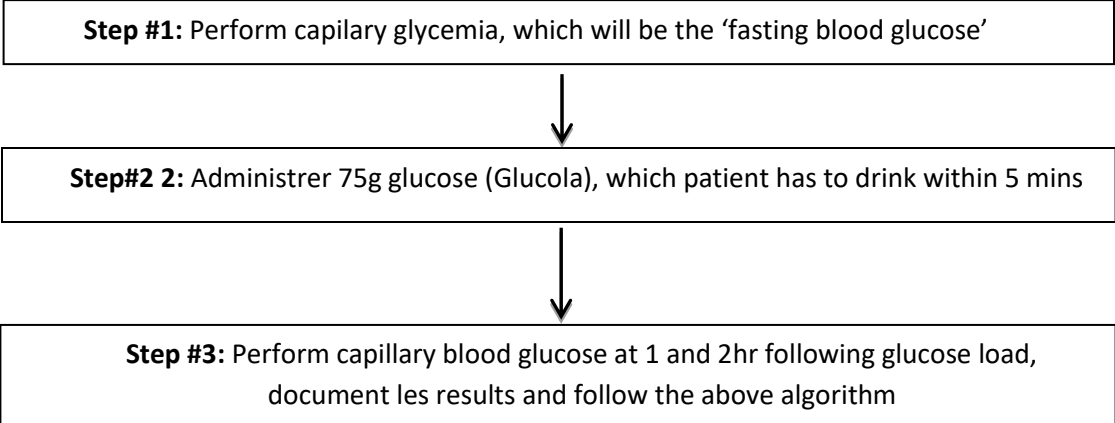 Step #1: Perform capilary glycemia, which will be the ‘fasting blood glucose’
Step#2 2: Administrer 75g glucose (Glucola), which patient has to drink within 5 mins
Step #3: Perform capillary blood glucose at 1 and 2hr following glucose load,
document les results and follow the above algorithm